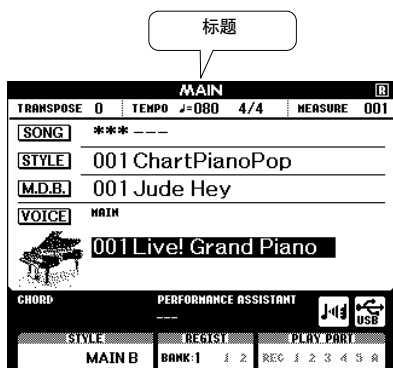 标题
MAIN R
TRANSPOSE 0 TEMPO ♩=080 4/4 MEASURE 001
SONG *** ---
STYLE 001 ChartPianoPop
M.D.B. 001 Jude Hey
VOICE MAIN
001 Live! Grand Piano
CHORD PERFORMANCE ASSISTANT
---
USB
STYLE REGIST PLAY PART
MAIN B BANK:1 1 2 REG 1 2 3 4 5 A